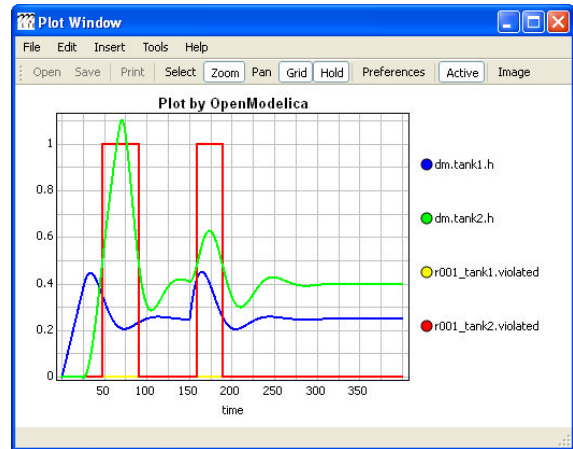 Plot Window
File Edit Insert Tools Help
Open Save Print Select Zoom Pan Grid Hold Preferences Active Image
Plot by OpenModelica
1
0.8
0.6
0.4
0.2
0
50 100 150 200 250 300 350
time
dm.tank1.h
dm.tank2.h
r001_tank1.violated
r001_tank2.violated